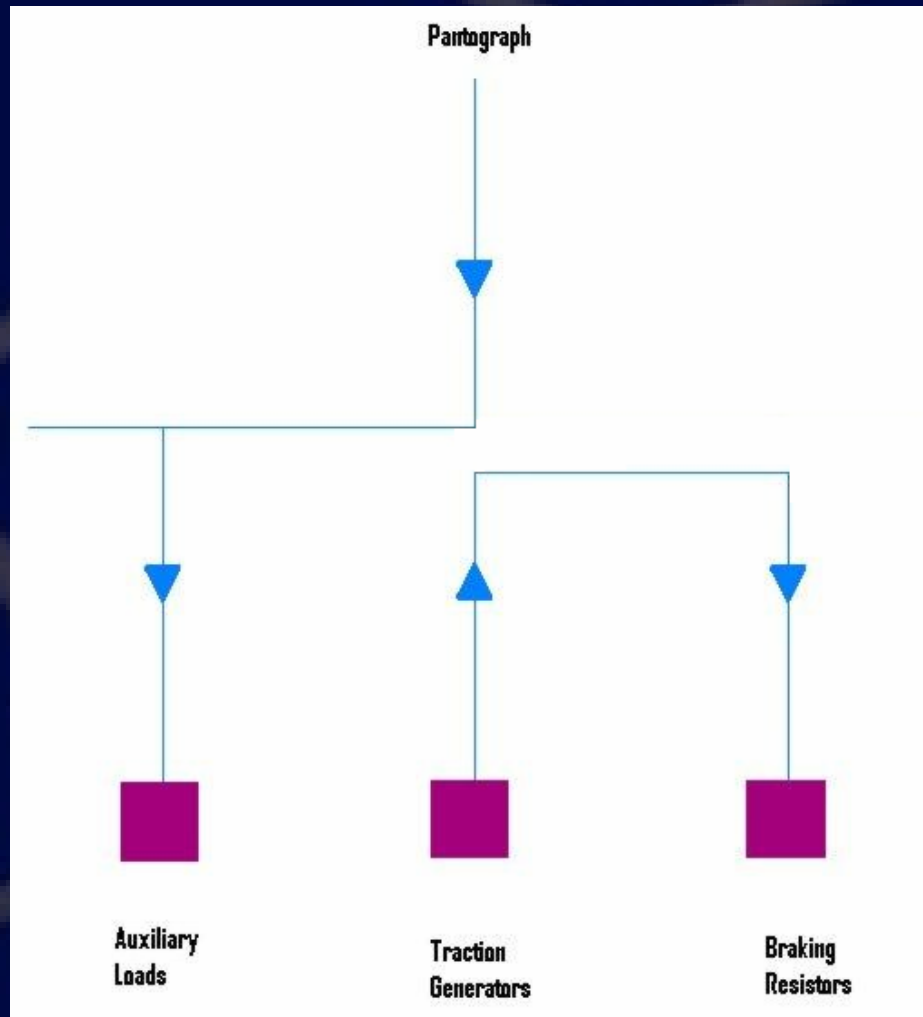 Pantograph
Auxiliary
Loads
Traction
Generators
Braking
Resistors